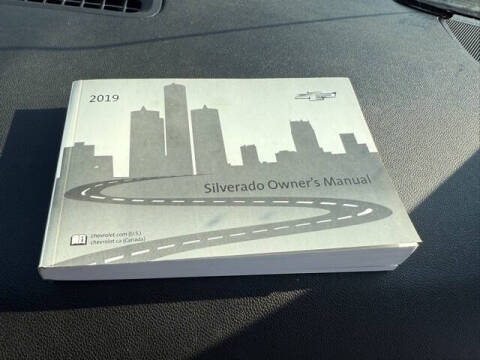 2019
Silverado Owner's Manual
chevrolet.com (U.S.)
chevrolet.ca (Canada)